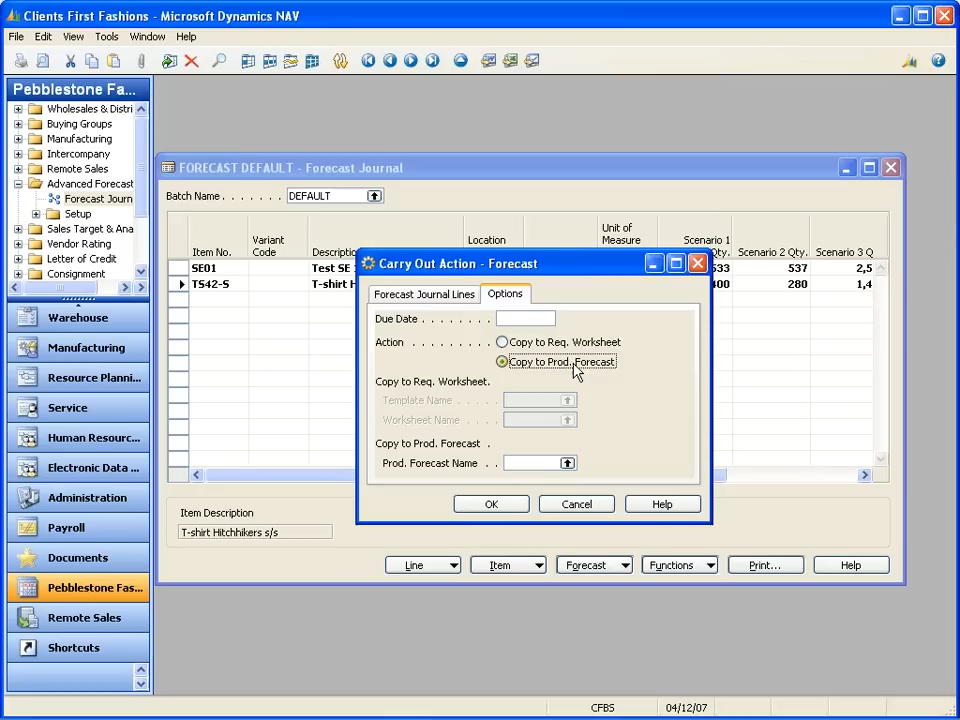 Clients First Fashions - Microsoft Dynamics NAV
File Edit View Tools Window Help
Pebblestone Fa...
Wholesales & Distri
Buying Groups
Manufacturing
Intercompany
Remote Sales
Advanced Forecast
Forecast Journ
Setup
Sales Target & Ana
Vendor Rating
Letter of Credit
Consignment
Warehouse
Manufacturing
Resource Planni...
Service
Human Resourc...
Electronic Data ...
Administration
Payroll
Documents
Pebblestone Fas...
Remote Sales
Shortcuts
FORECAST DEFAULT - Forecast Journal
Batch Name . . . . . . . DEFAULT
Item No. Variant Code Descriptio Location Unit of Measure Scenario 1 Qty. Scenario 2 Qty. Scenario 3 Q
SE01 Test SE 533 537 2,5
TS42-S T-shirt H 400 280 1,4
Carry Out Action - Forecast
Forecast Journal Lines Options
Due Date . . . . . . . .
Action . . . . . . . . . Copy to Req. Worksheet
Copy to Prod. Forecast
Copy to Req. Worksheet.
Template Name . . . . .
Worksheet Name . . . .
Copy to Prod. Forecast .
Prod. Forecast Name . .
OK Cancel Help
Item Description
T-shirt Hitchhikers s/s
Line Item Forecast Functions Print... Help
CFBS 04/12/07